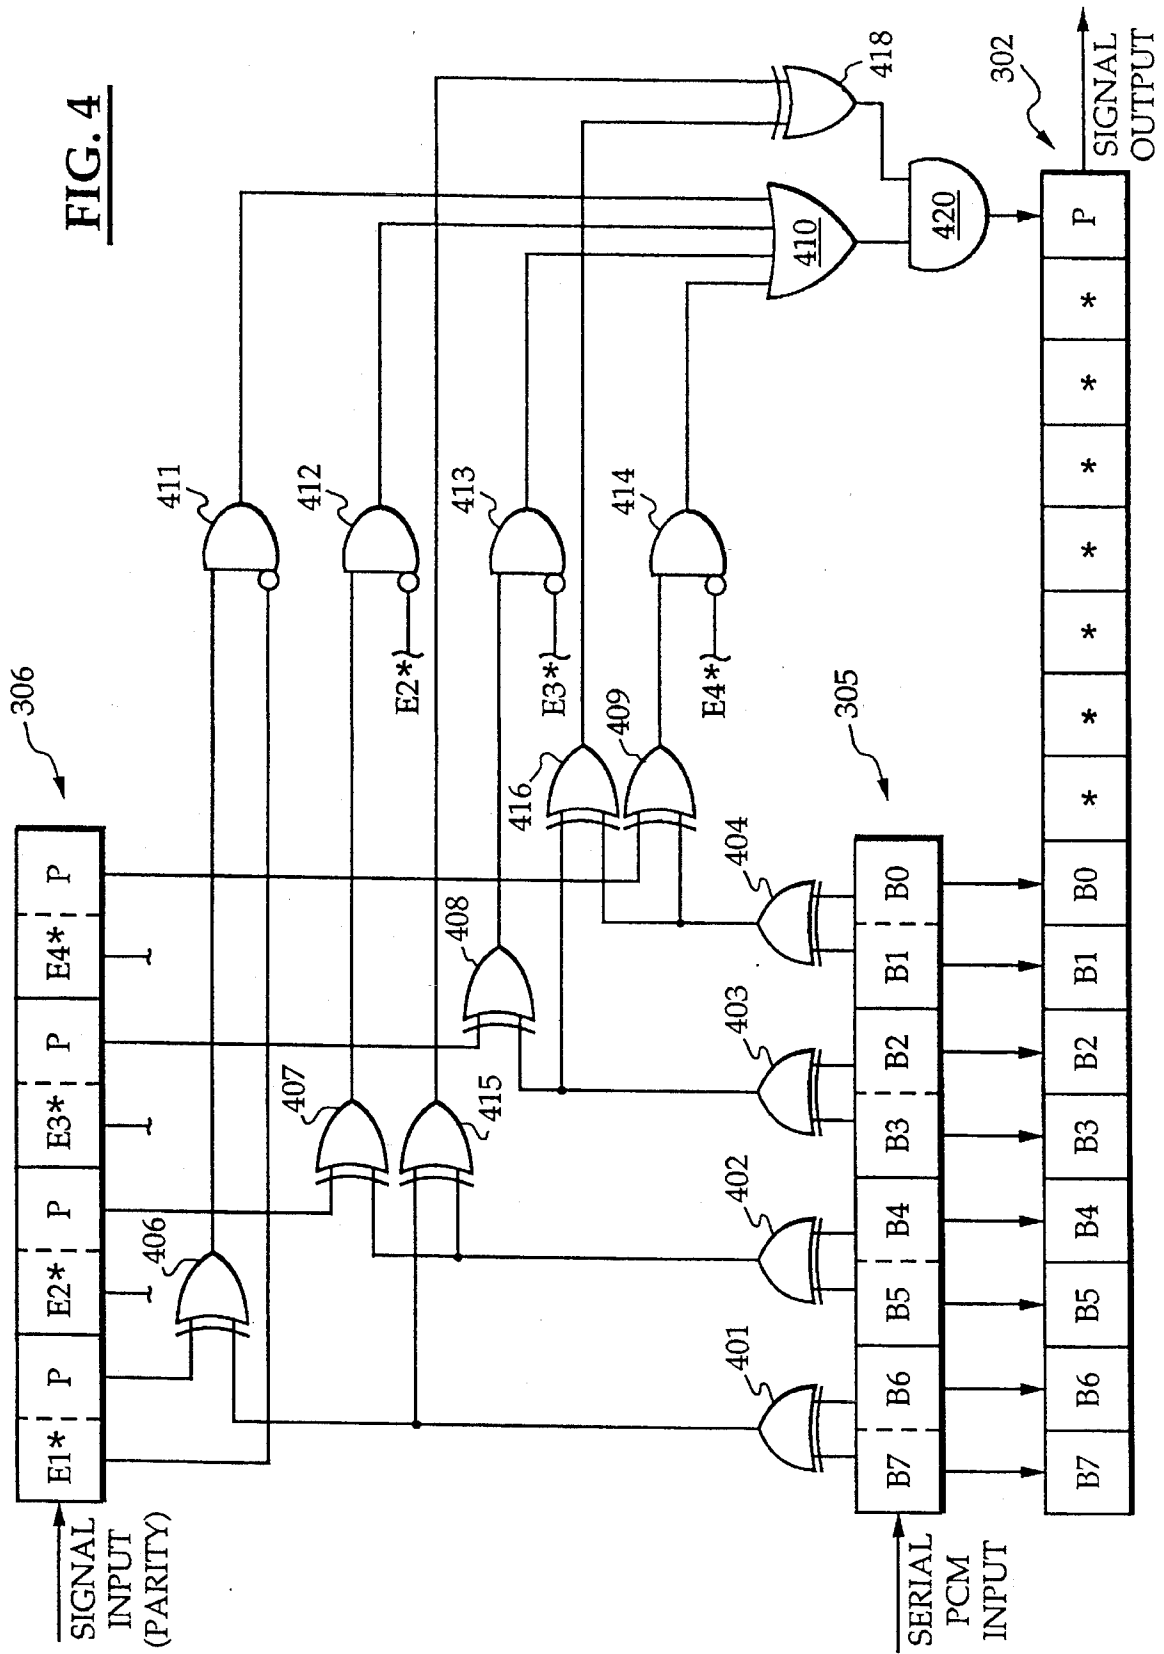 FIG. 4
306
E1* P E2* P E3* P E4* P
SIGNAL
INPUT
(PARITY)
406
411
407
412
415
408
413
416
409
414
E2*
E3*
E4*
410
418
420
401
402
403
404
305
B7 B6 B5 B4 B3 B2 B1 B0
SERIAL
PCM
INPUT
302
B7 B6 B5 B4 B3 B2 B1 B0 * * * * * * * P
SIGNAL
OUTPUT